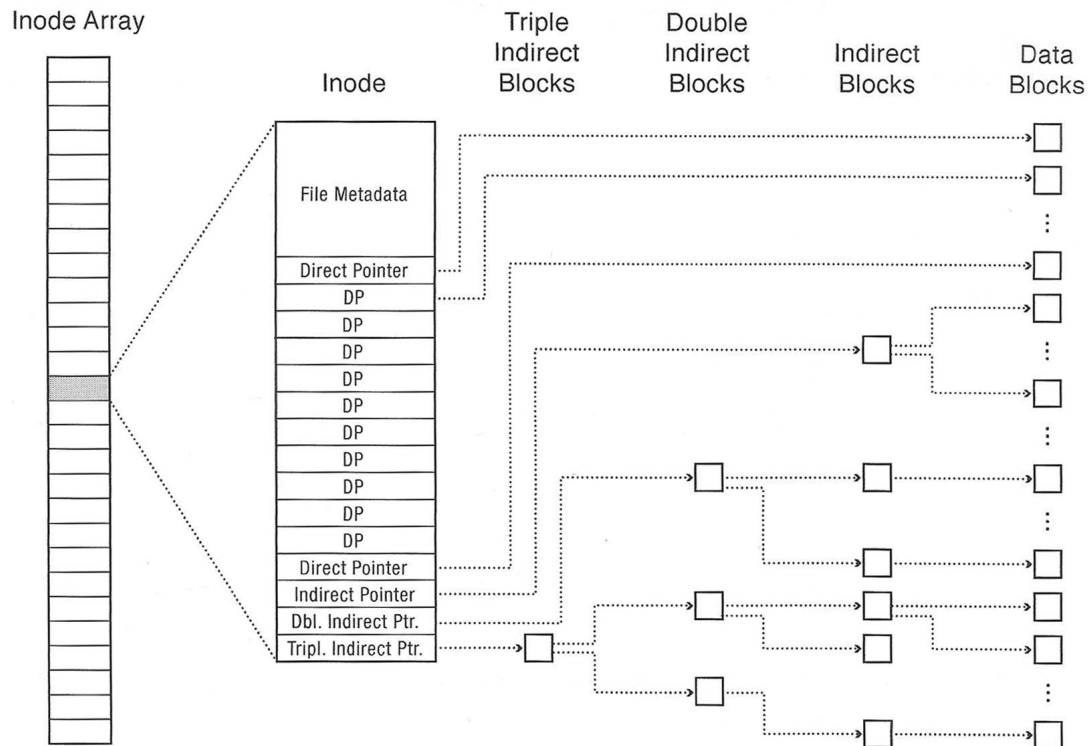 Inode Array
Inode
Triple
Indirect
Blocks
Double
Indirect
Blocks
Indirect
Blocks
Data
Blocks
File Metadata
Direct Pointer
DP
DP
DP
DP
DP
DP
DP
DP
DP
DP
Direct Pointer
Indirect Pointer
Dbl. Indirect Ptr.
Tripl. Indirect Ptr.